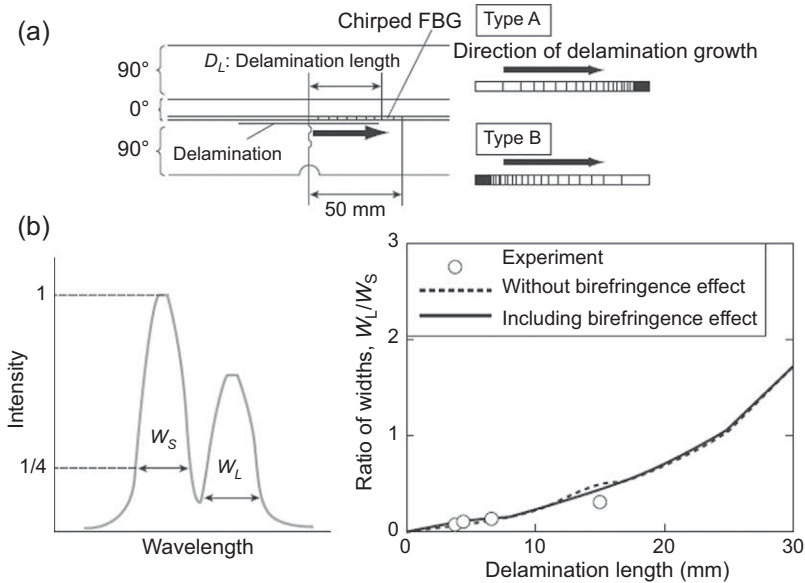 (a)
Chirped FBG
Type A
90°
D_L: Delamination length
Direction of delamination growth
0°
90°
Delamination
Type B
50 mm
(b)
1
1/4
Intensity
W_S
W_L
Wavelength
3
2
1
0
Ratio of widths, W_L/W_S
Experiment
Without birefringence effect
Including birefringence effect
0
10
20
30
Delamination length (mm)